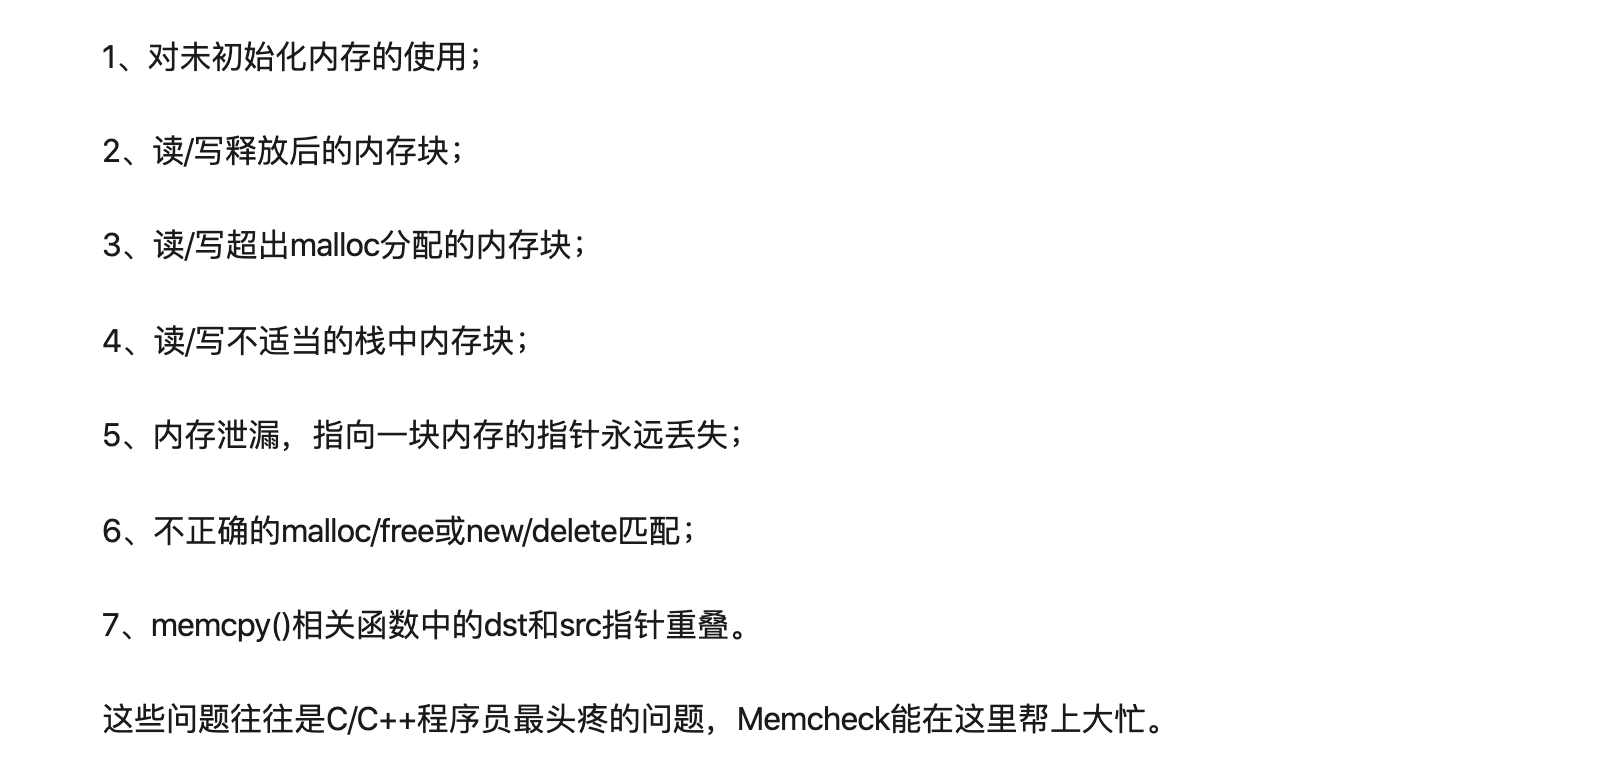 1、对未初始化内存的使用；
2、读/写释放后的内存块；
3、读/写超出malloc分配的内存块；
4、读/写不适当的栈中内存块；
5、内存泄漏，指向一块内存的指针永远丢失；
6、不正确的malloc/free或new/delete匹配；
7、memcpy()相关函数中的dst和src指针重叠。
这些问题往往是C/C++程序员最头疼的问题，Memcheck能在这里帮上大忙。